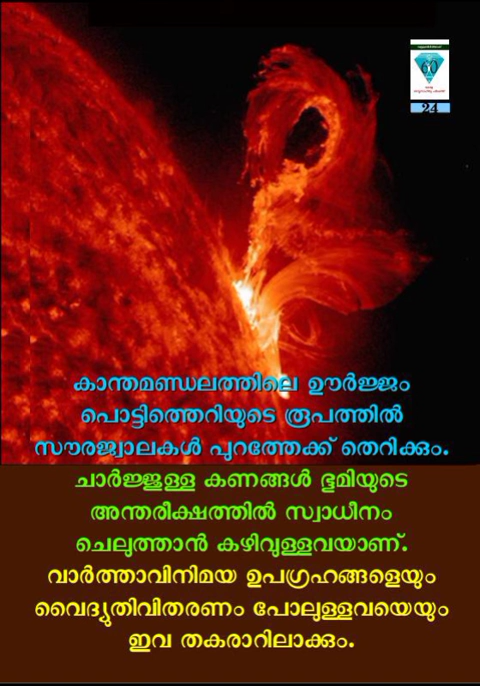 60
24
കാന്തമണ്ഡലത്തിലെ ഊർജ്ജം
പൊട്ടിത്തെറിയുടെ രൂപത്തിൽ
സൗരജ്വാലകൾ പുറത്തേക്ക് തെറിക്കും.
ചാർജ്ജുള്ള കണങ്ങൾ ഭൂമിയുടെ
അന്തരീക്ഷത്തിൽ സ്വാധീനം
ചെലുത്താൻ കഴിവുള്ളവയാണ്.
വാർത്താവിനിമയ ഉപഗ്രഹങ്ങളെയും
വൈദ്യുതിവിതരണം പോലുള്ളവയെയും
ഇവ തകരാറിലാക്കും.